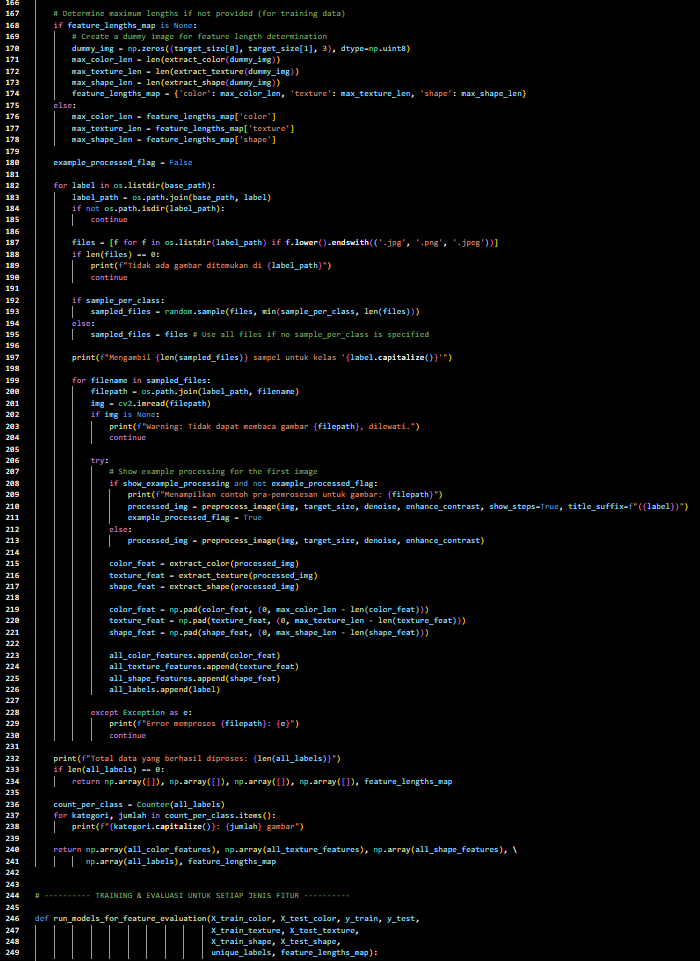 166
167 # Determine maximum lengths if not provided (for training data)
168 if feature_lengths_map is None:
169 # Create a dummy image for feature length determination
170 dummy_img = np.zeros((target_size[0], target_size[1], 3), dtype=np.uint8)
171 max_color_len = len(extract_color(dummy_img))
172 max_texture_len = len(extract_texture(dummy_img))
173 max_shape_len = len(extract_shape(dummy_img))
174 feature_lengths_map = {'color': max_color_len, 'texture': max_texture_len, 'shape': max_shape_len}
175 else:
176 max_color_len = feature_lengths_map['color']
177 max_texture_len = feature_lengths_map['texture']
178 max_shape_len = feature_lengths_map['shape']
179
180 example_processed_flag = False
181
182 for label in os.listdir(base_path):
183 label_path = os.path.join(base_path, label)
184 if not os.path.isdir(label_path):
185 continue
186
187 files = [f for f in os.listdir(label_path) if f.lower().endswith(('.jpg', '.png', '.jpeg'))]
188 if len(files) == 0:
189 print(f"Tidak ada gambar ditemukan di {label_path}")
190 continue
191
192 if sample_per_class:
193 sampled_files = random.sample(files, min(sample_per_class, len(files)))
194 else:
195 sampled_files = files # Use all files if no sample_per_class is specified
196
197 print(f"Mengambil {len(sampled_files)} sampel untuk kelas '{label.capitalize()}'")
198
199 for filename in sampled_files:
200 filepath = os.path.join(label_path, filename)
201 img = cv2.imread(filepath)
202 if img is None:
203 print(f"Warning: Tidak dapat membaca gambar {filepath}, dilewati.")
204 continue
205
206 try:
207 # Show example processing for the first image
208 if show_example_processing and not example_processed_flag:
209 print(f"Menampilkan contoh pra-pemrosesan untuk gambar: {filepath}")
210 processed_img = preprocess_image(img, target_size, denoise, enhance_contrast, show_steps=True, title_suffix=f"({label})")
211 example_processed_flag = True
212 else:
213 processed_img = preprocess_image(img, target_size, denoise, enhance_contrast)
214
215 color_feat = extract_color(processed_img)
216 texture_feat = extract_texture(processed_img)
217 shape_feat = extract_shape(processed_img)
218
219 color_feat = np.pad(color_feat, (0, max_color_len - len(color_feat)))
220 texture_feat = np.pad(texture_feat, (0, max_texture_len - len(texture_feat)))
221 shape_feat = np.pad(shape_feat, (0, max_shape_len - len(shape_feat)))
222
223 all_color_features.append(color_feat)
224 all_texture_features.append(texture_feat)
225 all_shape_features.append(shape_feat)
226 all_labels.append(label)
227
228 except Exception as e:
229 print(f"Error memproses {filepath}: {e}")
230 continue
231
232 print(f"Total data yang berhasil diproses: {len(all_labels)}")
233 if len(all_labels) == 0:
234 return np.array([]), np.array([]), np.array([]), np.array([]), feature_lengths_map
235
236 count_per_class = Counter(all_labels)
237 for kategori, jumlah in count_per_class.items():
238 print(f"{kategori.capitalize()}: {jumlah} gambar")
239
240 return np.array(all_color_features), np.array(all_texture_features), np.array(all_shape_features), \
241 np.array(all_labels), feature_lengths_map
242
243
244 # ---------- TRAINING & EVALUASI UNTUK SETIAP JENIS FITUR ----------
245
246 def run_models_for_feature_evaluation(X_train_color, X_test_color, y_train, y_test,
247 X_train_texture, X_test_texture,
248 X_train_shape, X_test_shape,
249 unique_labels, feature_lengths_map):